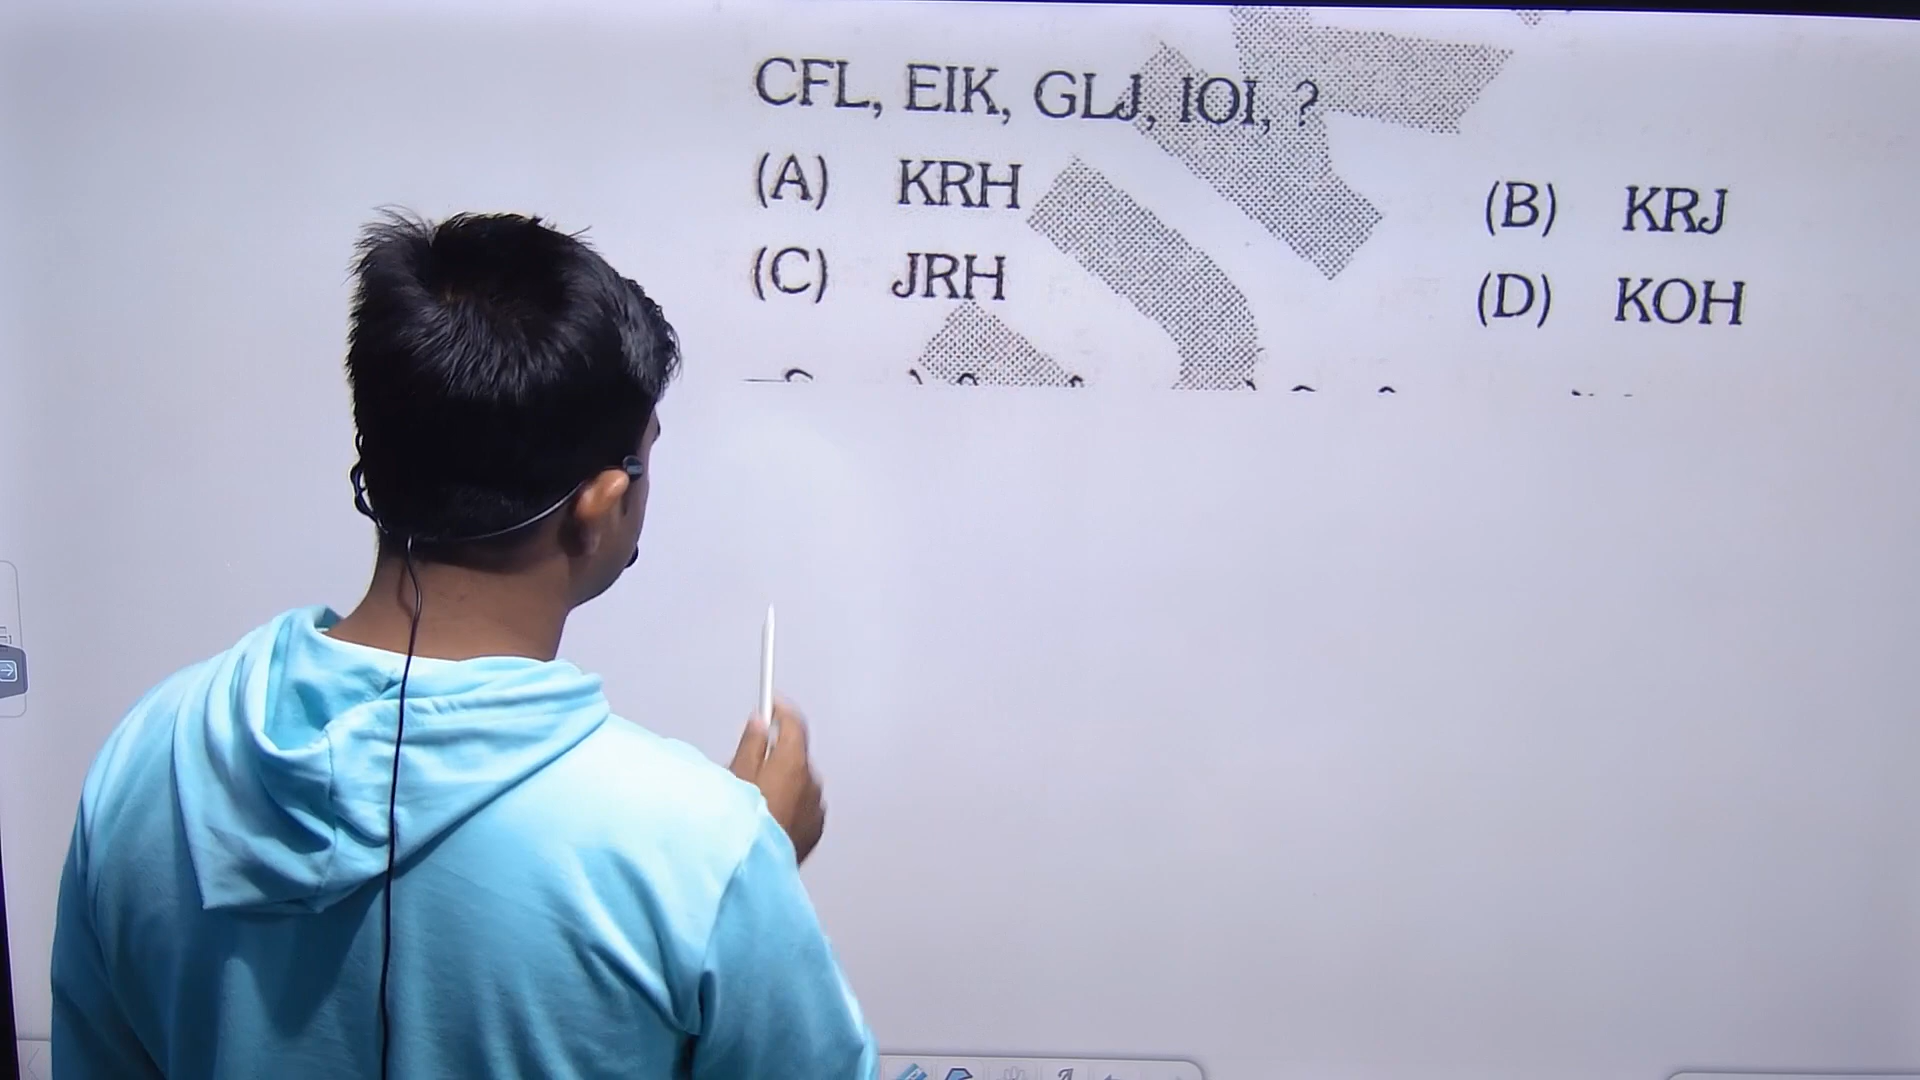 CFL, EIK, GLJ, IOI, ?
(A) KRH
(B) KRJ
(C) JRH
(D) KOH